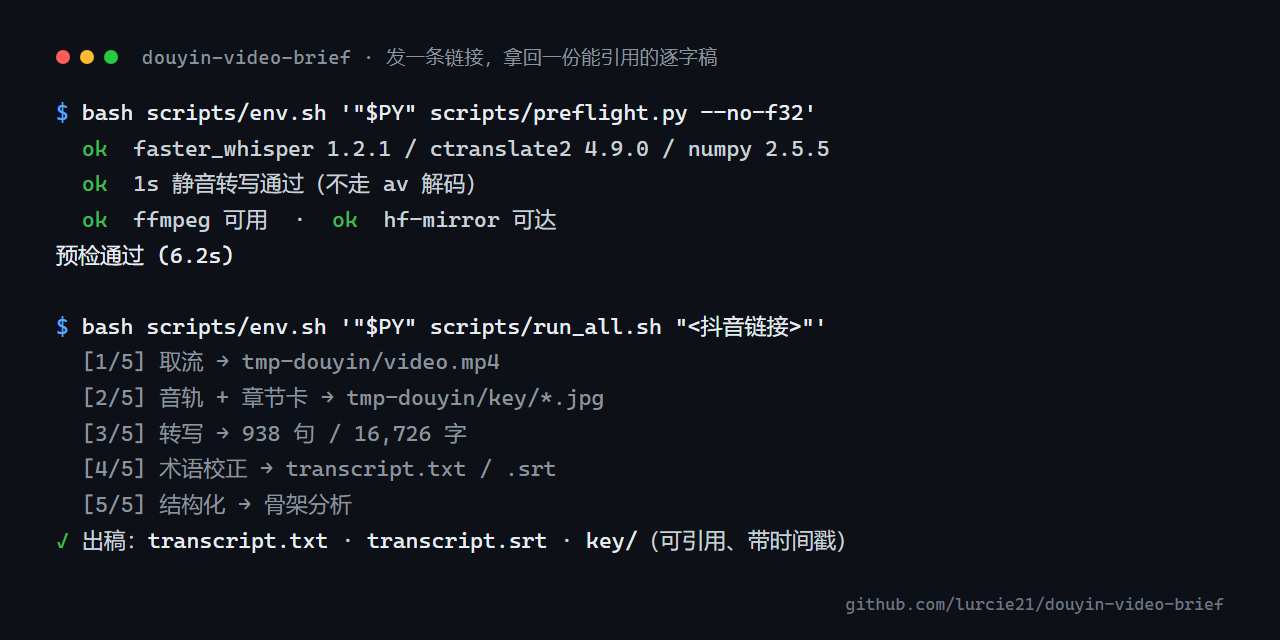 douyin-video-brief · 发一条链接，拿回一份能引用的逐字稿
$ bash scripts/env.sh '"$PY" scripts/preflight.py --no-f32'
ok faster_whisper 1.2.1 / ctranslate2 4.9.0 / numpy 2.5.5
ok 1s 静音转写通过（不走 av 解码）
ok ffmpeg 可用 · ok hf-mirror 可达
预检通过 (6.2s)
$ bash scripts/env.sh '"$PY" scripts/run_all.sh "<抖音链接>"'
[1/5] 取流 → tmp-douyin/video.mp4
[2/5] 音轨 + 章节卡 → tmp-douyin/key/*.jpg
[3/5] 转写 → 938 句 / 16,726 字
[4/5] 术语校正 → transcript.txt / .srt
[5/5] 结构化 → 骨架分析
✓ 出稿：transcript.txt · transcript.srt · key/（可引用、带时间戳）
github.com/lurcie21/douyin-video-brief